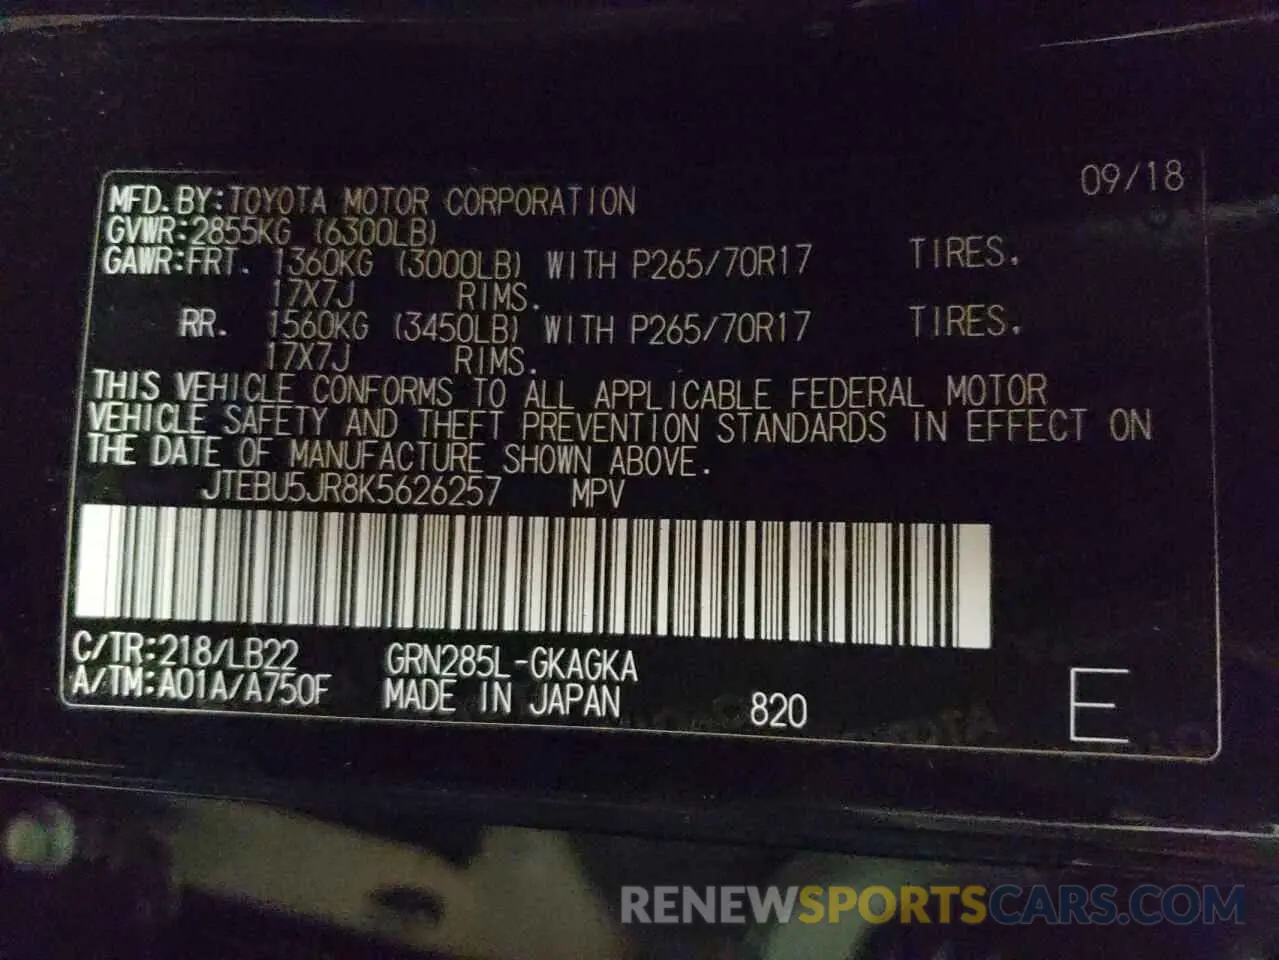 09/18
MFD. BY: TOYOTA MOTOR CORPORATION
GVWR: 2855KG (6300LB)
GAWR: FRT. 1360KG (3000LB) WITH P265/70R17 TIRES.
17X7J RIMS.
RR. 1560KG (3450LB) WITH P265/70R17 TIRES.
17X7J RIMS.
THIS VEHICLE CONFORMS TO ALL APPLICABLE FEDERAL MOTOR
VEHICLE SAFETY AND THEFT PREVENTION STANDARDS IN EFFECT ON
THE DATE OF MANUFACTURE SHOWN ABOVE.
JTEBU5JR8K5626257 MPV
C/TR: 218/LB22 GRN285L-GKAGKA
A/TM: A01A/A750F MADE IN JAPAN 820 E
RENEWSPORTSCARS.COM